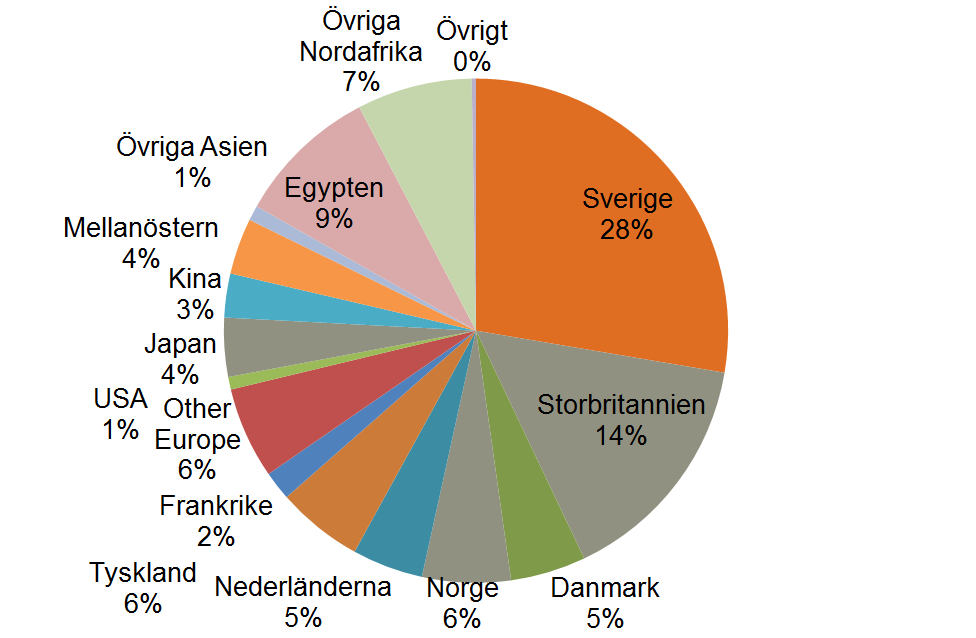 Övriga
Nordafrika
7%
Övrigt
0%
Övriga Asien
1%
Egypten
9%
Sverige
28%
Mellanöstern
4%
Kina
3%
Japan
4%
USA
1%
Other
Europe
6%
Storbritannien
14%
Frankrike
2%
Tyskland
6%
Nederländerna
5%
Norge
6%
Danmark
5%